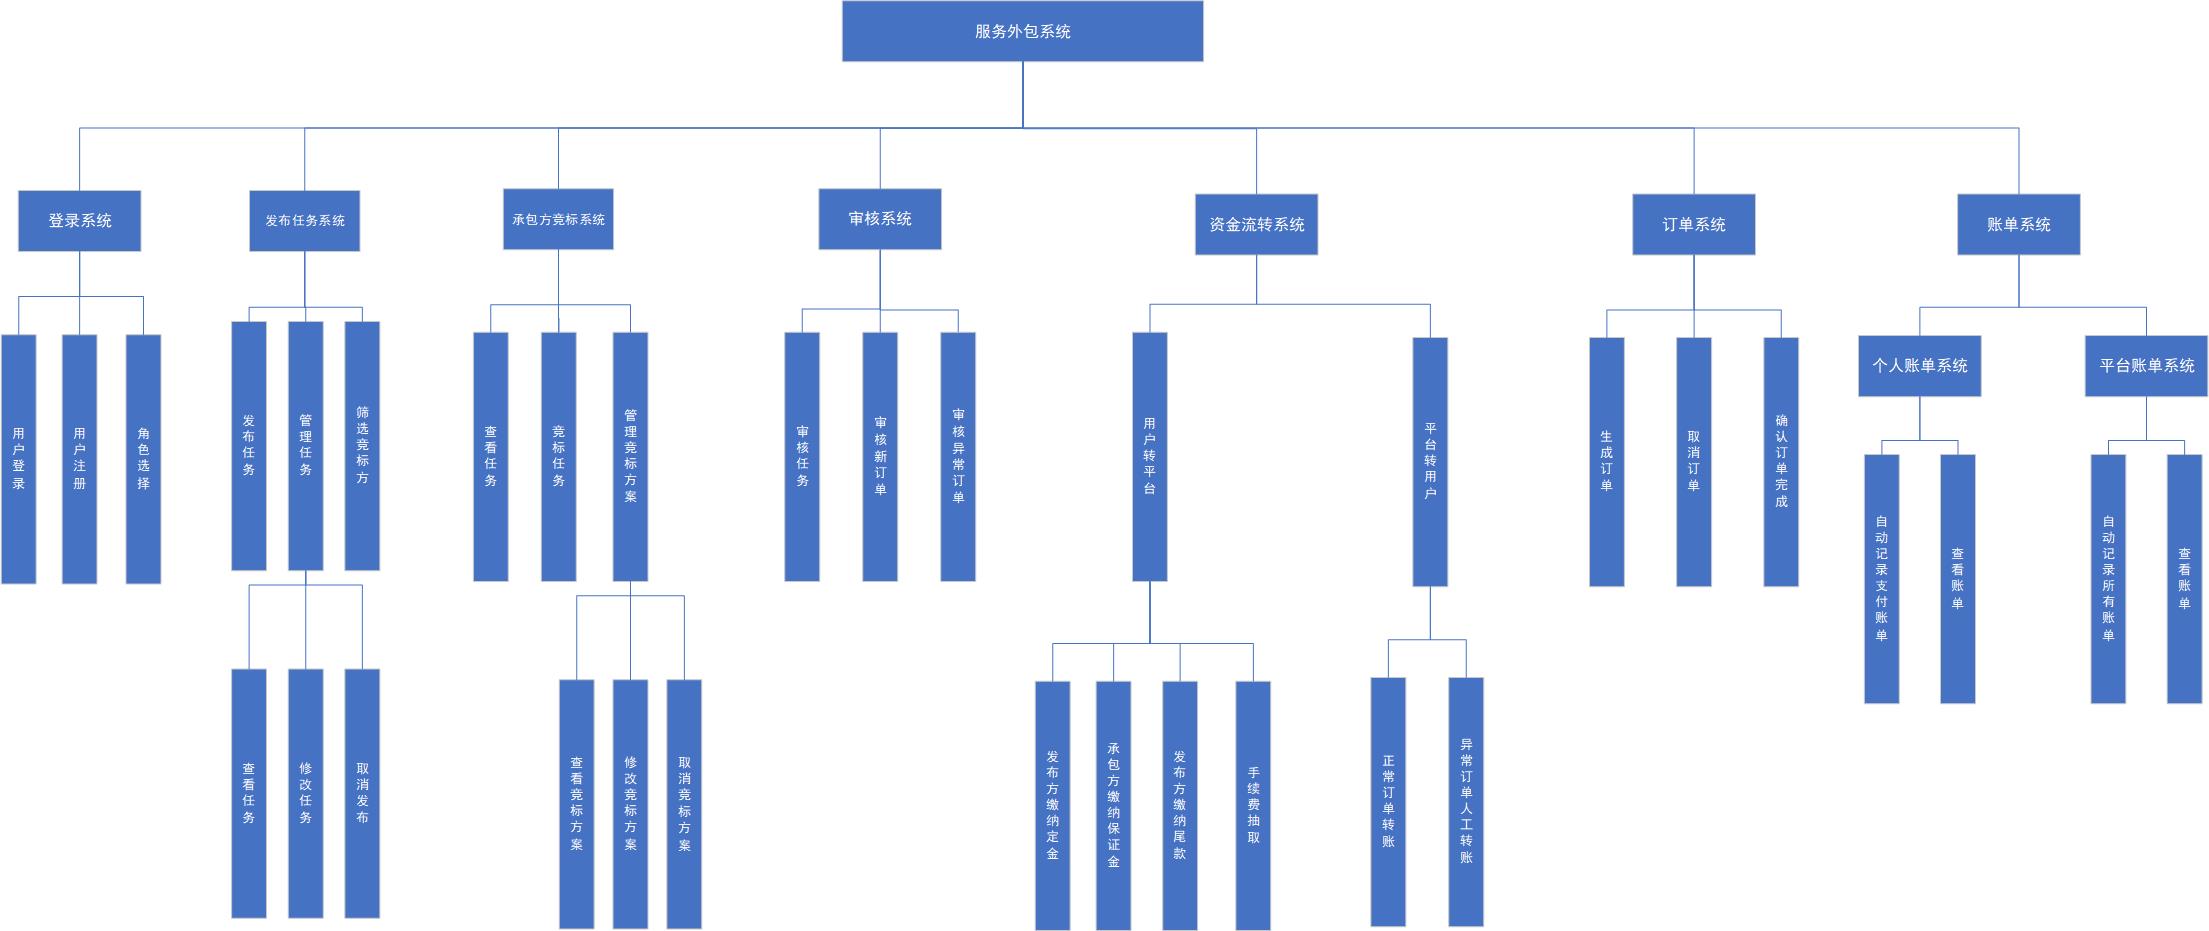 服务外包系统
登录系统
发布任务系统
承包方竞标系统
审核系统
资金流转系统
订单系统
账单系统
用户登录
用户注册
角色选择
发布任务
管理任务
筛选竞标方
查看任务
竞标任务
管理竞标方案
审核任务
审核新订单
审核异常订单
用户转平台
平台转用户
生成订单
取消订单
确认订单完成
个人账单系统
平台账单系统
自动记录支付账单
查看账单
自动记录所有账单
查看账单
查看任务
修改任务
取消发布
查看竞标方案
修改竞标方案
取消竞标方案
发布方缴纳定金
承包方缴纳保证金
发布方缴纳尾款
手续费抽取
正常订单转账
异常订单人工转账